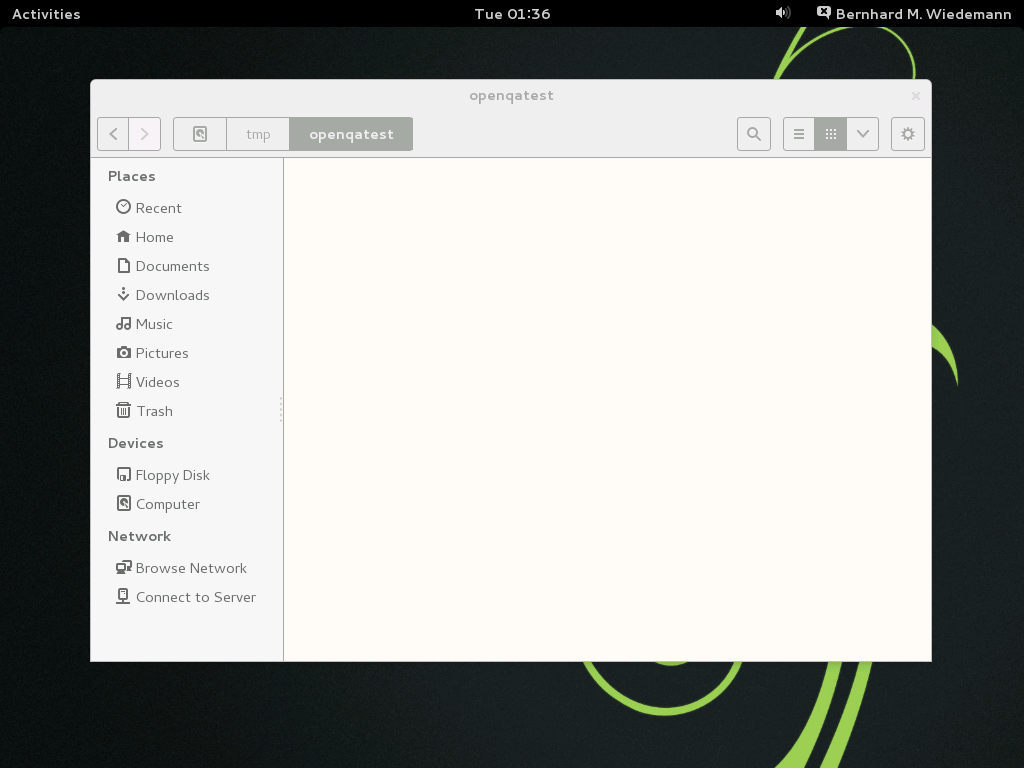 Activities Tue 01:36 Bernhard M. Wiedemann
openqatest
tmp openqatest
Places
Recent
Home
Documents
Downloads
Music
Pictures
Videos
Trash
Devices
Floppy Disk
Computer
Network
Browse Network
Connect to Server